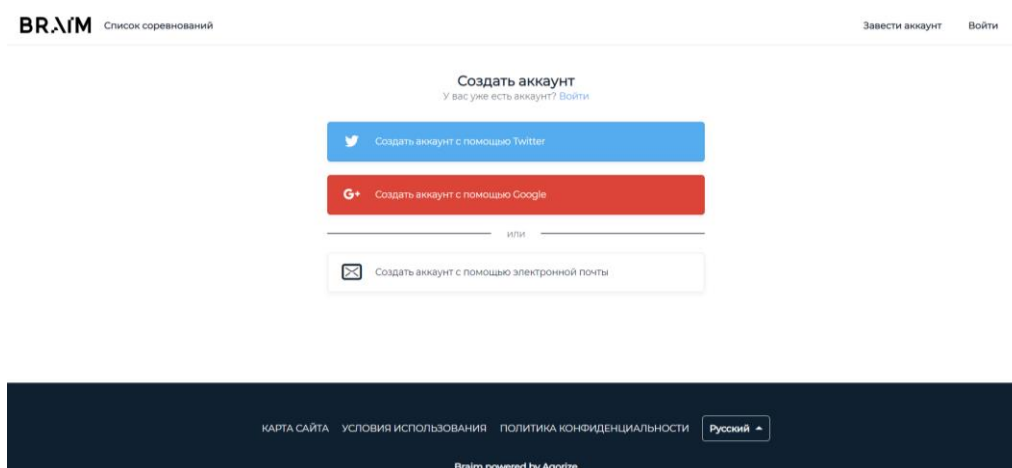 BRAIM Список соревнований Завести аккаунт Войти
Создать аккаунт
У вас уже есть аккаунт? Войти
Создать аккаунт с помощью Twitter
G+ Создать аккаунт с помощью Google
или
Создать аккаунт с помощью электронной почты
КАРТА САЙТА УСЛОВИЯ ИСПОЛЬЗОВАНИЯ ПОЛИТИКА КОНФИДЕНЦИАЛЬНОСТИ Русский
Braim powered by Agorize